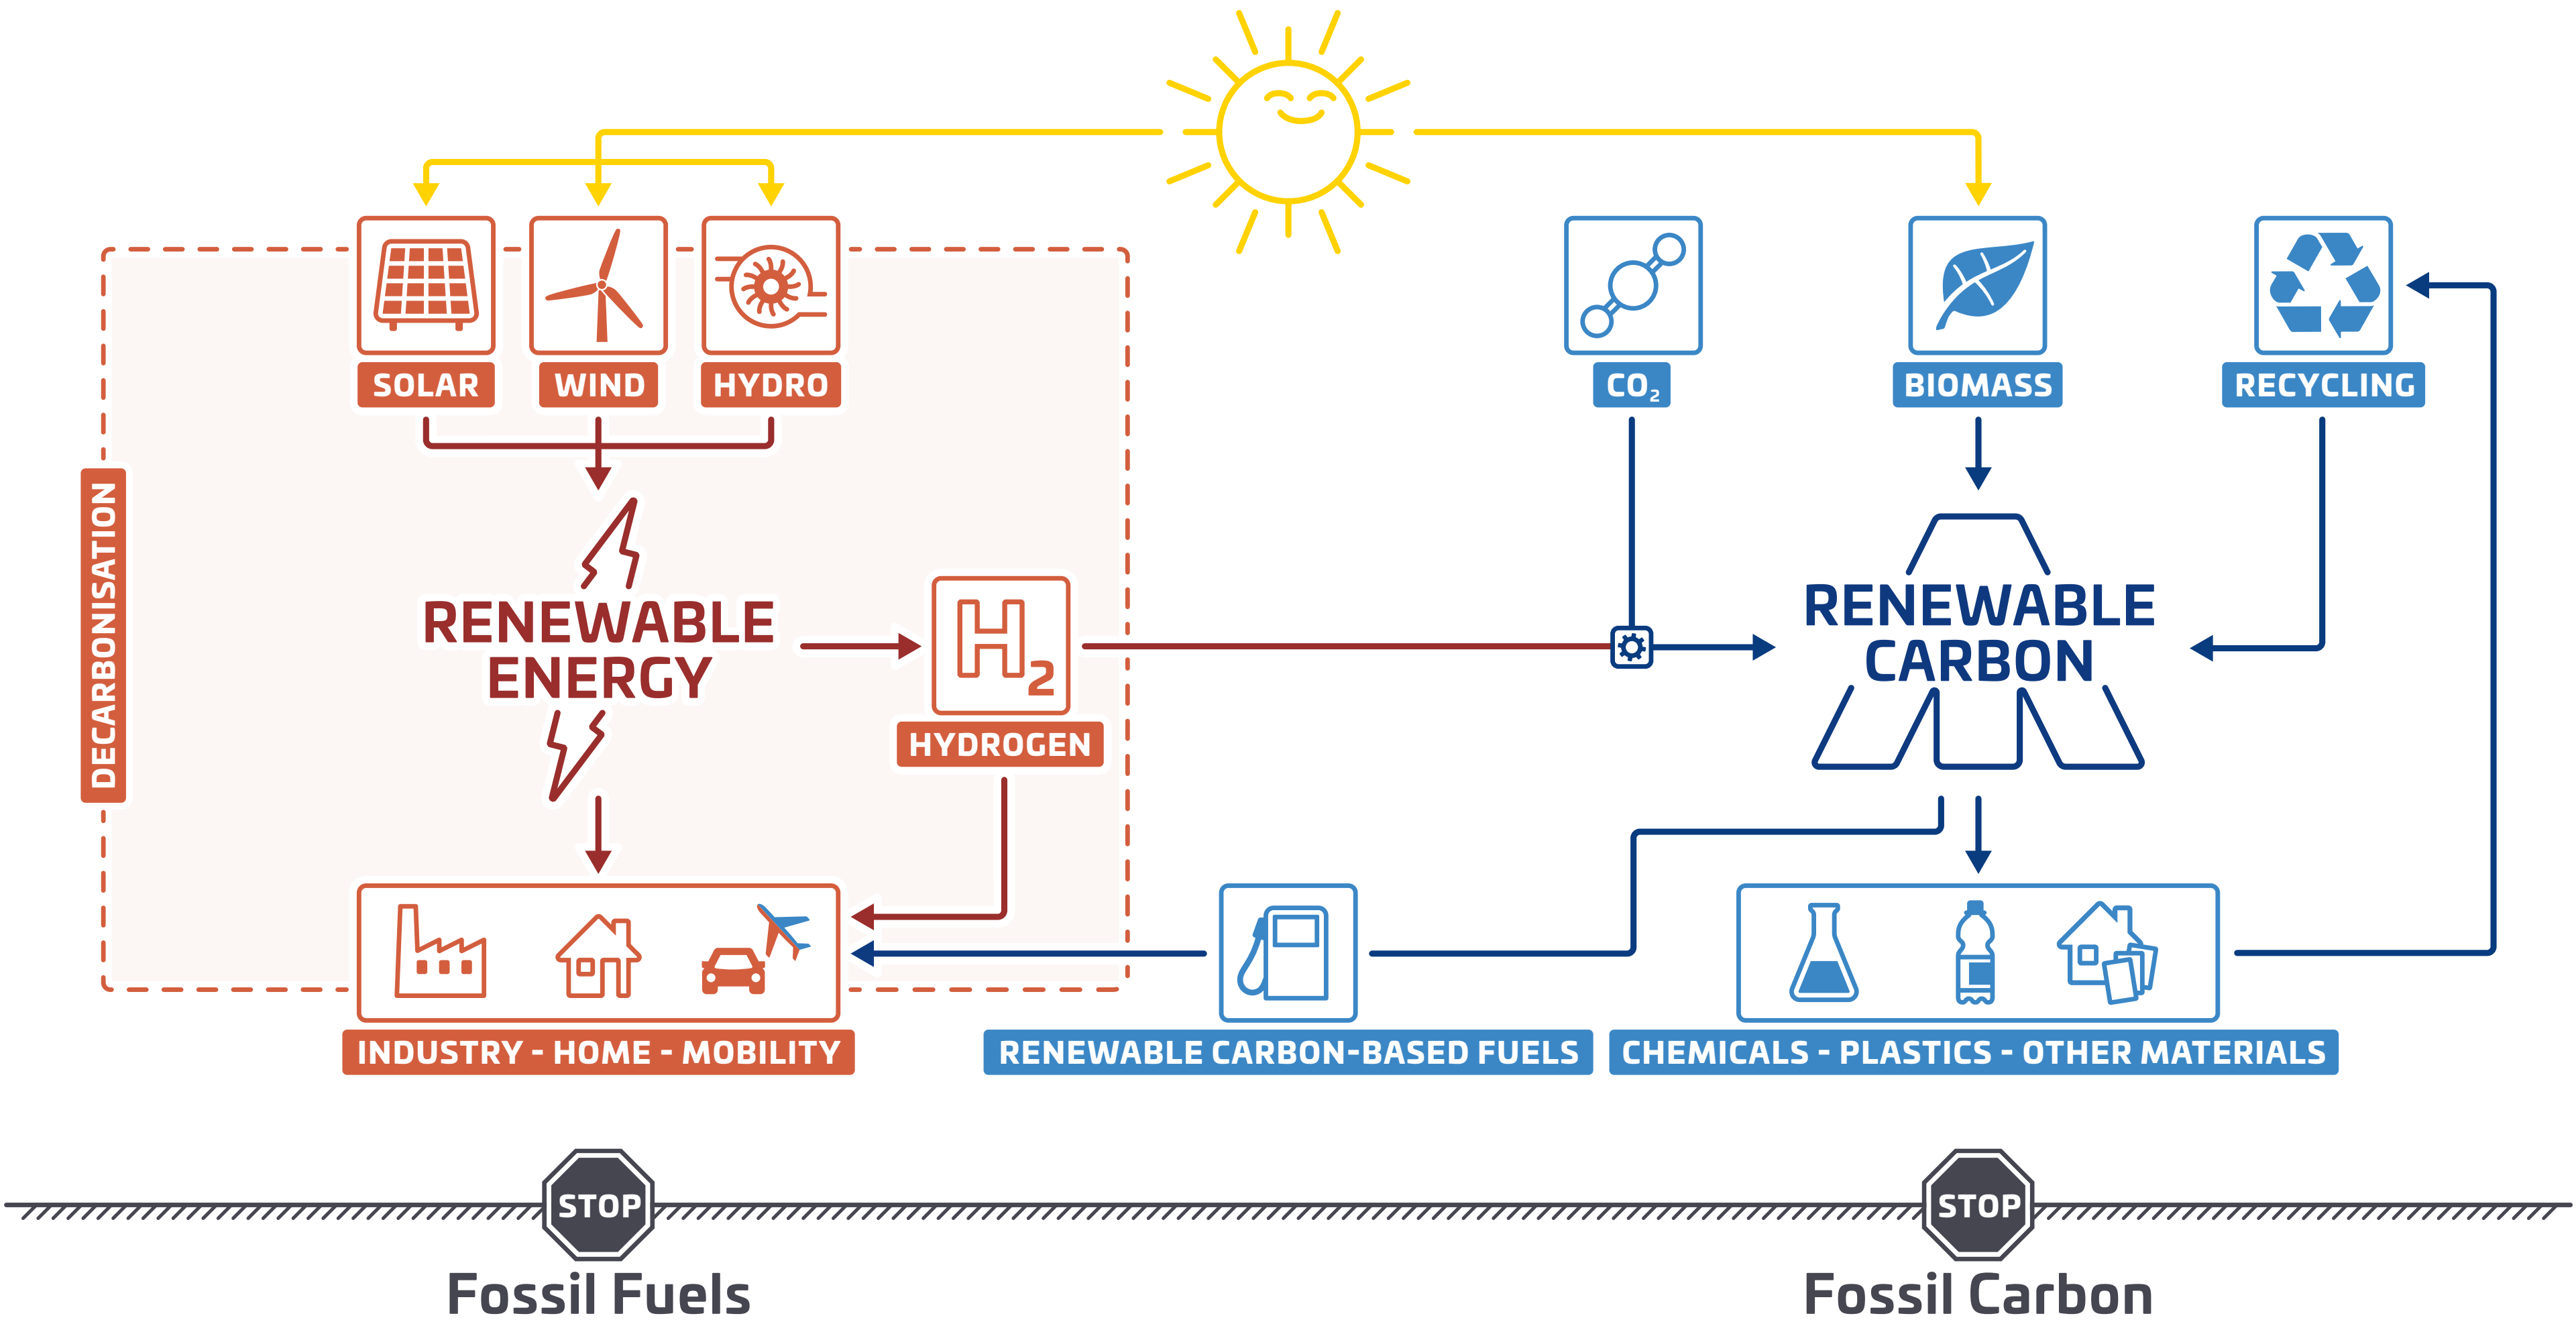 SOLAR
WIND
HYDRO
CO₂
BIOMASS
RECYCLING
DECARBONISATION
RENEWABLE
ENERGY
H₂
HYDROGEN
RENEWABLE
CARBON
INDUSTRY - HOME - MOBILITY
RENEWABLE CARBON-BASED FUELS
CHEMICALS - PLASTICS - OTHER MATERIALS
STOP
STOP
Fossil Fuels
Fossil Carbon